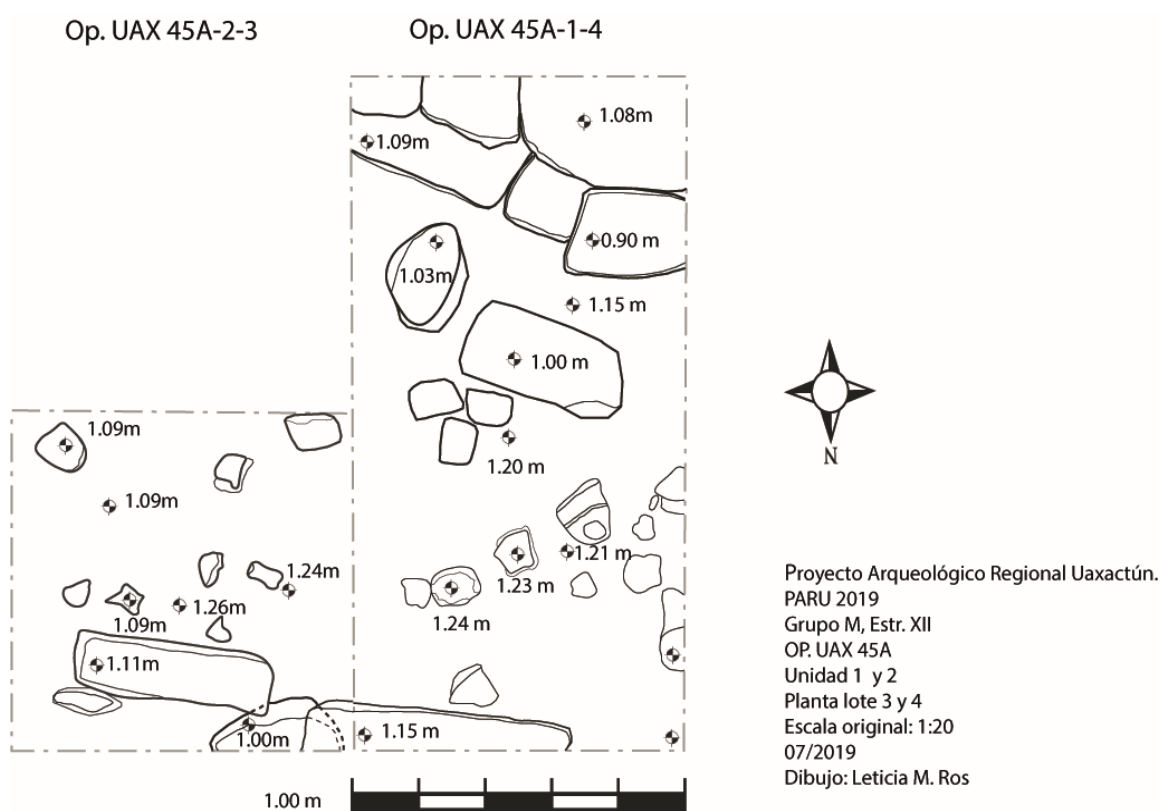 Op. UAX 45A-2-3
Op. UAX 45A-1-4
1.08m
1.09m
0.90 m
1.03m
1.15 m
1.00 m
1.20 m
1.21 m
1.23 m
1.24 m
1.15 m
1.09m
1.09m
1.24m
1.26m
1.09m
1.11m
1.00m
1.00 m
N
Proyecto Arqueológico Regional Uaxactún.
PARU 2019
Grupo M, Estr. XII
OP. UAX 45A
Unidad 1 y 2
Planta lote 3 y 4
Escala original: 1:20
07/2019
Dibujo: Leticia M. Ros